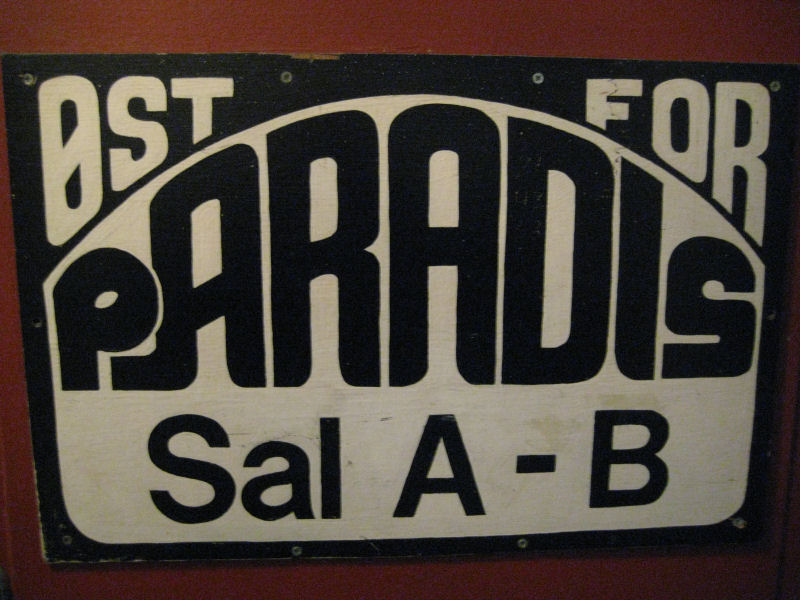 ØST FOR
PARADIS
Sal A-B